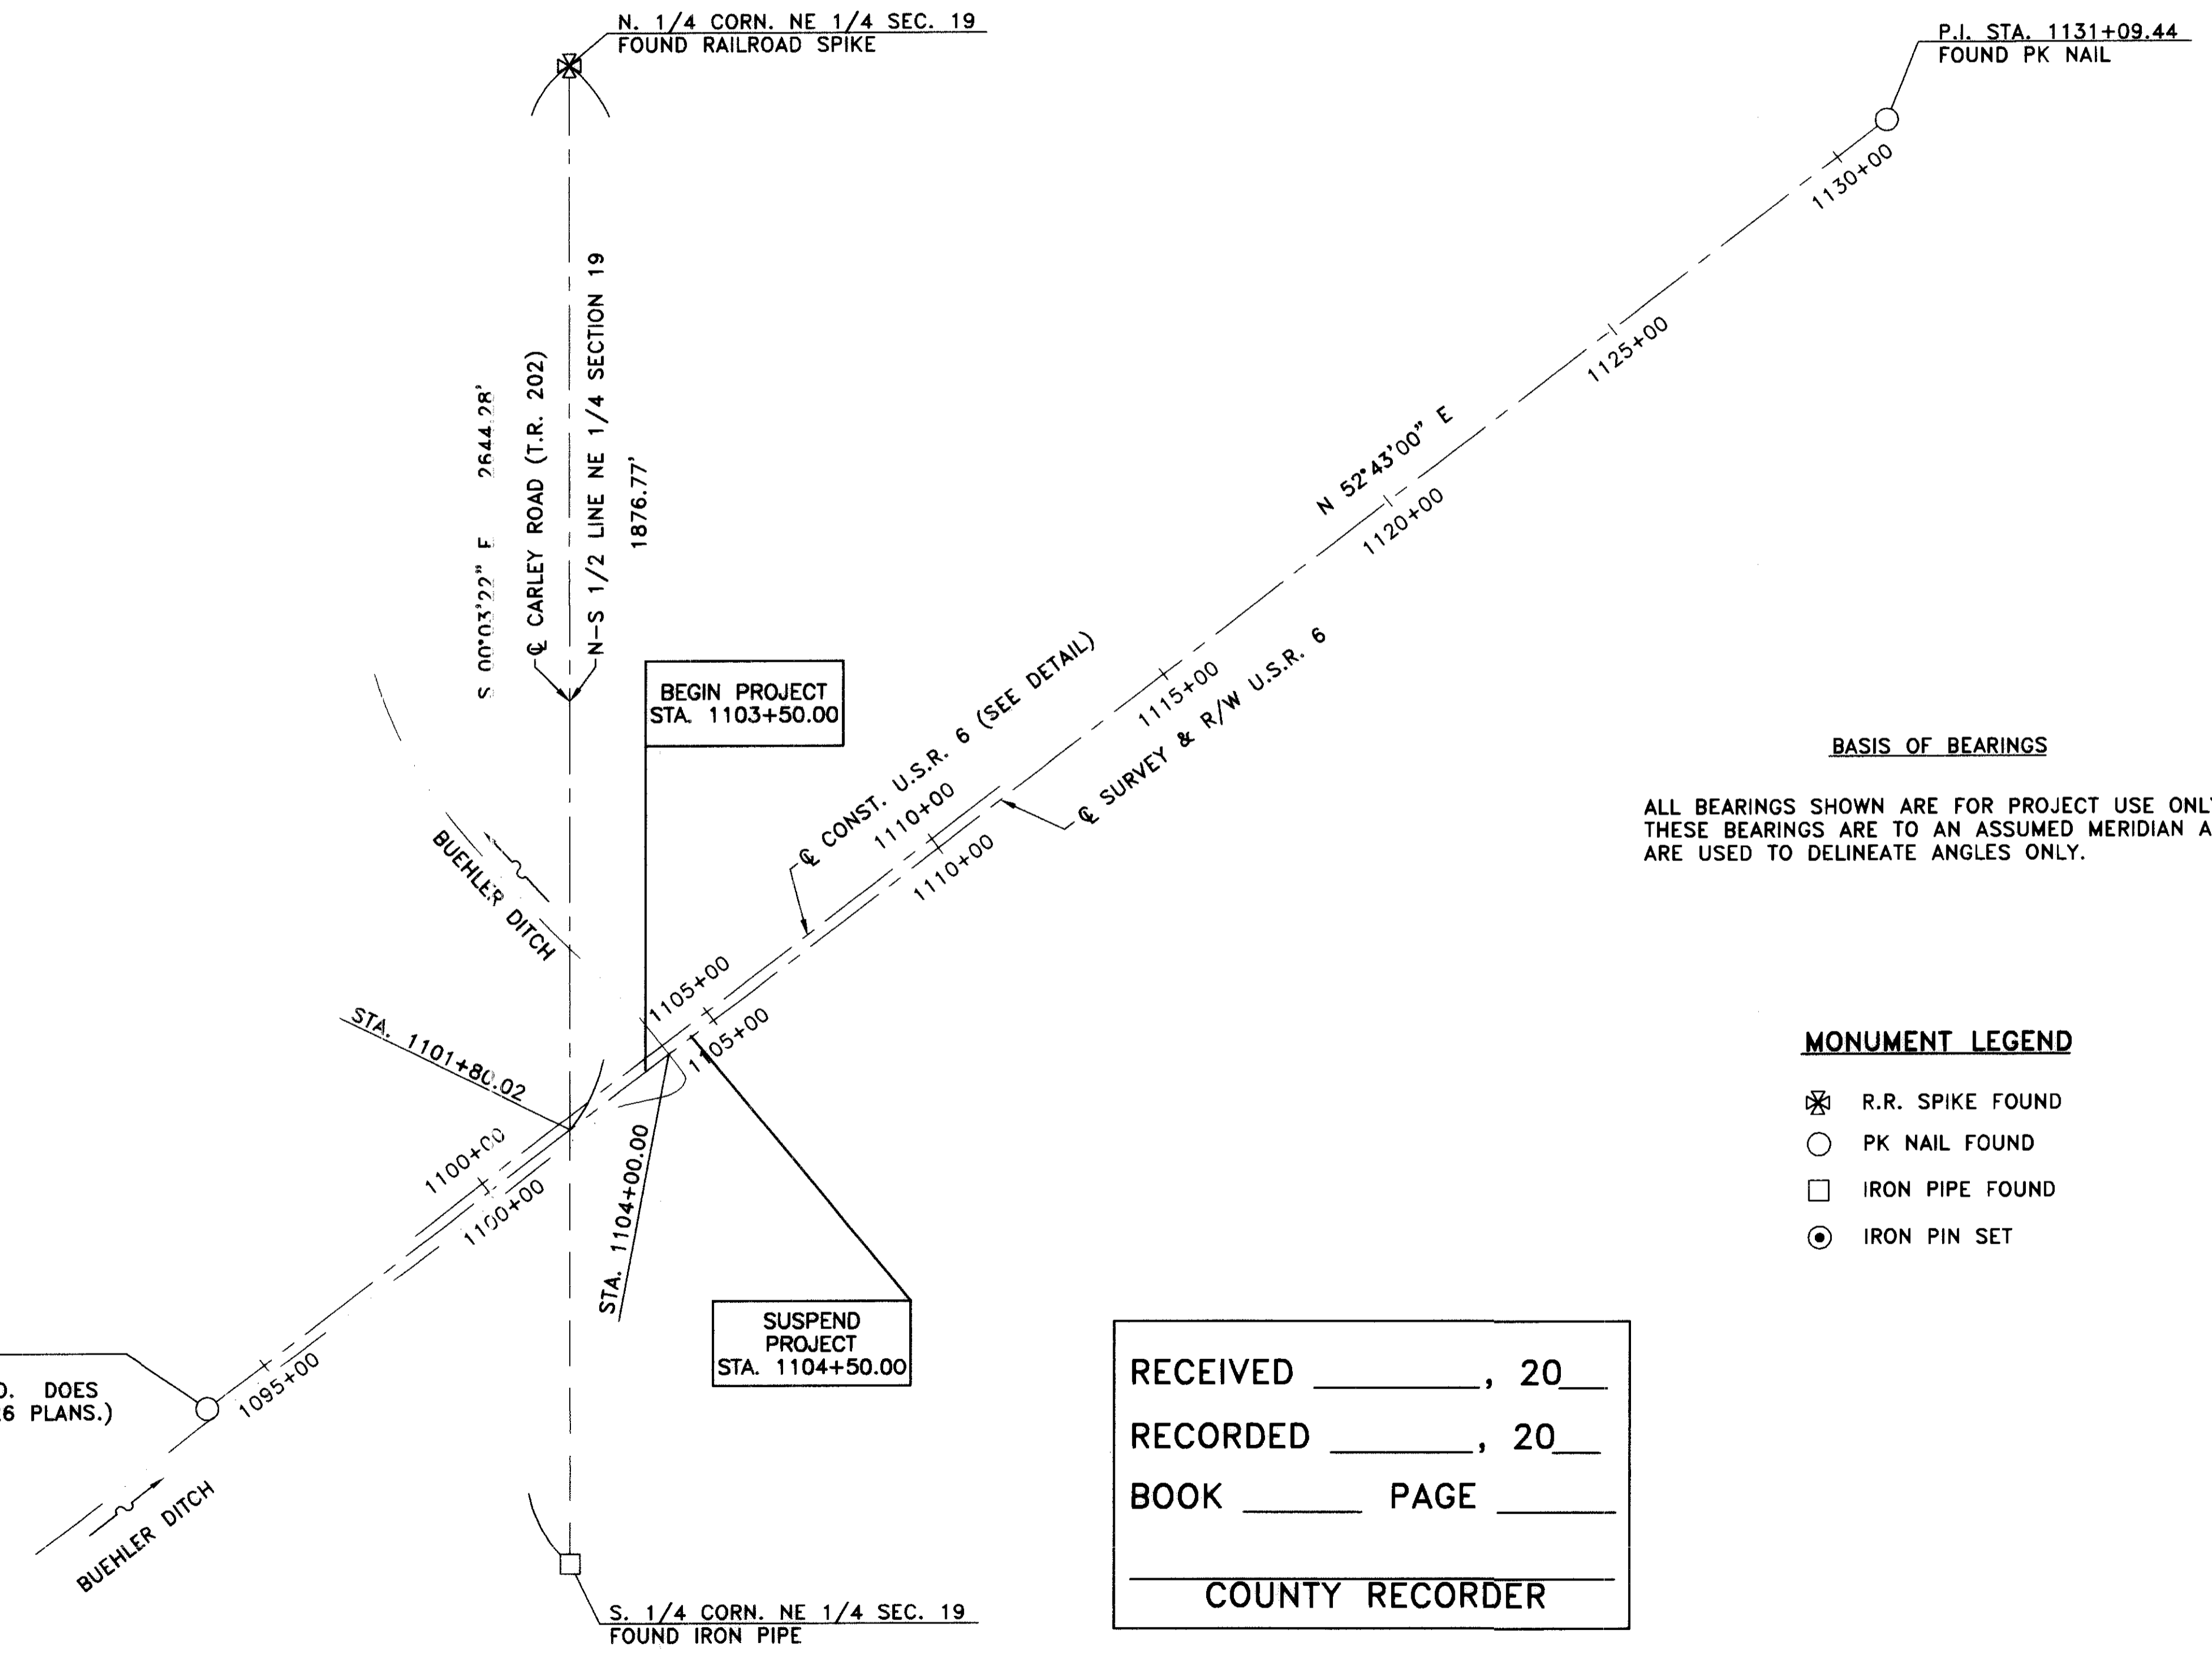 N. 1/4 CORN. NE 1/4 SEC. 19
FOUND RAILROAD SPIKE
P.I. STA. 1131+09.44
FOUND PK NAIL
1130+00
1125+00
N 52°43'00" E
1120+00
S 00°03'22" E 2644.28'
℄ CARLEY ROAD (T.R. 202)
N-S 1/2 LINE NE 1/4 SECTION 19
1876.77'
BEGIN PROJECT
STA. 1103+50.00
1115+00
℄ CONST. U.S.R. 6 (SEE DETAIL)
℄ SURVEY & R/W U.S.R. 6
1110+00
1110+00
BASIS OF BEARINGS
ALL BEARINGS SHOWN ARE FOR PROJECT USE
THESE BEARINGS ARE TO AN ASSUMED MERIDIAN
ARE USED TO DELINEATE ANGLES ONLY.
BUEHLER DITCH
1105+00
1105+00
STA. 1101+80.02
MONUMENT LEGEND
R.R. SPIKE FOUND
PK NAIL FOUND
IRON PIPE FOUND
IRON PIN SET
1100+00
1100+00
STA. 1104+00.00
SUSPEND
PROJECT
STA. 1104+50.00
1095+00
DOES
PLANS.)
BUEHLER DITCH
RECEIVED ________, 20__
RECORDED ________, 20__
BOOK ______ PAGE ______
COUNTY RECORDER
S. 1/4 CORN. NE 1/4 SEC. 19
FOUND IRON PIPE